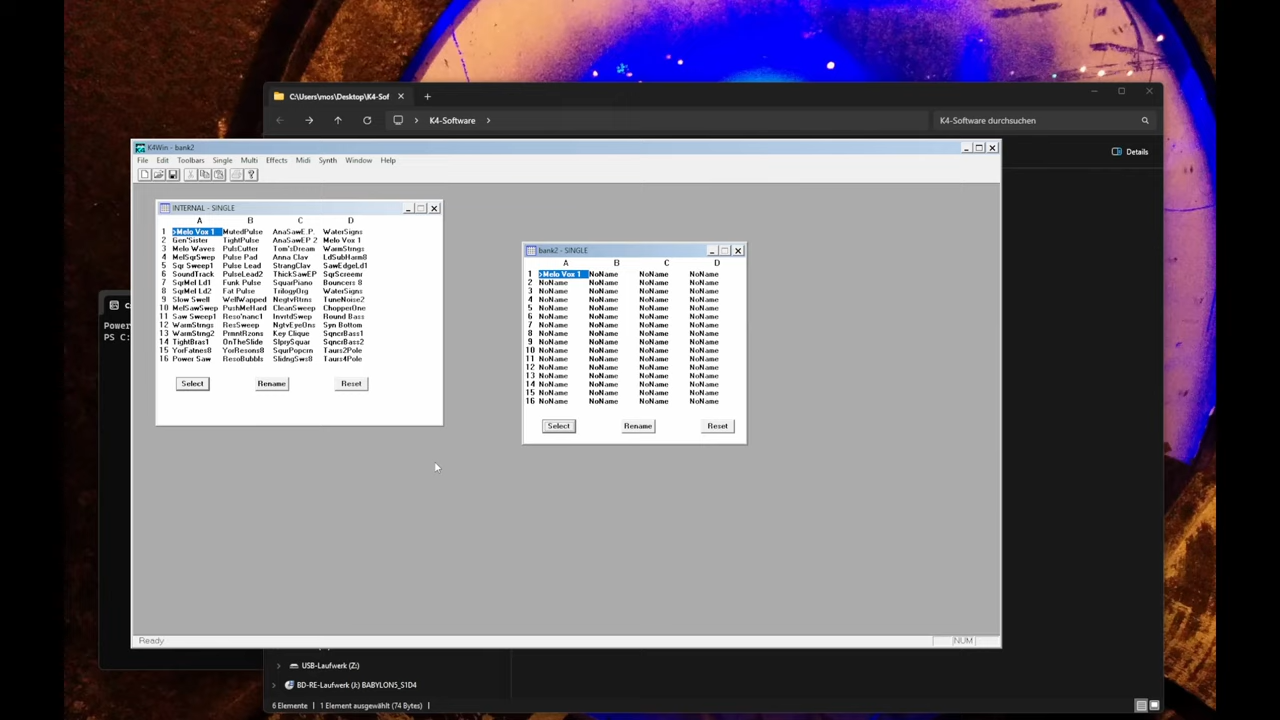 C:\Users\mos\Desktop\K4-Sof
K4-Software
K4-Software durchsuchen
K4Win - bank2
File Edit Toolbars Single Multi Effects Midi Synth Window Help
Details
INTERNAL - SINGLE
A B C D
1 >Melo Vox 1 MutedPulse AnaSawE.P. WaterSigns
2 Gen'Sister TightPulse AnaSawEP 2 Melo Vox 1
3 Melo Waves PulsCutter Tom'sDream WarmStrngs
4 MelSqrSwep Pulse Pad Anna Clav LdSubHarm8
5 Sqr Sweep1 Pulse Lead StrangClav SawEdgeLd1
6 SoundTrack PulseLead2 ThickSawEP SqrScreemr
7 SqrMel Ld1 Funk Pulse SquarPiano Bouncers 8
8 SqrMel Ld2 Fat Pulse TrilogyOrg WaterSigns
9 Slow Swell WellWapped NegtvRtrns TuneNoise2
10 MelSawSwep PushMeHard CleanSweep ChopperOne
11 Saw Sweep1 Reso'nanc1 InvrtdSwep Round Bass
12 WarmStrngs ResSweep NgtvEyeOns Syn Bottom
13 WarmStrng2 PrmntRzons Key Clique SqncrBass1
14 TightBras1 OnTheSlide SlprySquar SqncrBass2
15 YorFatnes8 YorResons8 SqurPopcrn Taurs2Pole
16 Power Saw ResoBubbls SlidngSws8 Taurs4Pole
Select Rename Reset
bank2 - SINGLE
A B C D
1 >Melo Vox 1 NoName NoName NoName
2 NoName NoName NoName NoName
3 NoName NoName NoName NoName
4 NoName NoName NoName NoName
5 NoName NoName NoName NoName
6 NoName NoName NoName NoName
7 NoName NoName NoName NoName
8 NoName NoName NoName NoName
9 NoName NoName NoName NoName
10 NoName NoName NoName NoName
11 NoName NoName NoName NoName
12 NoName NoName NoName NoName
13 NoName NoName NoName NoName
14 NoName NoName NoName NoName
15 NoName NoName NoName NoName
16 NoName NoName NoName NoName
Select Rename Reset
Power
PS C:
Ready
NUM
USB-Laufwerk (Z:)
BD-RE-Laufwerk (J:) BABYLON5_S1D4
6 Elemente 1 Element ausgewählt (74 Bytes)